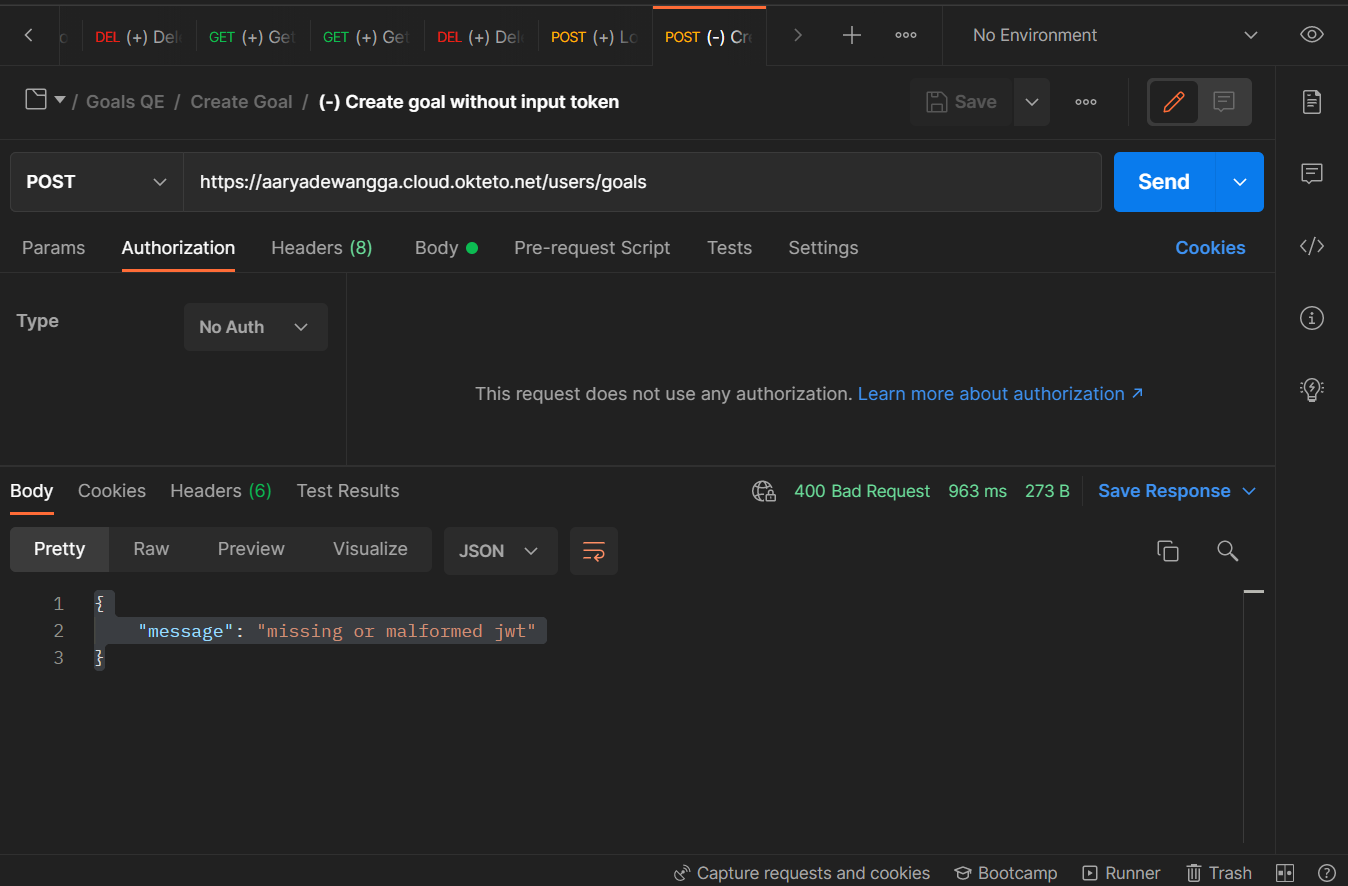 DEL (+) Del GET (+) Get GET (+) Get DEL (+) Del POST (+) Lo POST (-) Cre No Environment
/ Goals QE / Create Goal / (-) Create goal without input token Save
POST https://aaryadewangga.cloud.okteto.net/users/goals Send
Params Authorization Headers (8) Body Pre-request Script Tests Settings Cookies
Type No Auth
This request does not use any authorization. Learn more about authorization ↗
Body Cookies Headers (6) Test Results 400 Bad Request 963 ms 273 B Save Response
Pretty Raw Preview Visualize JSON
1 {
2 "message": "missing or malformed jwt"
3 }
Capture requests and cookies Bootcamp Runner Trash